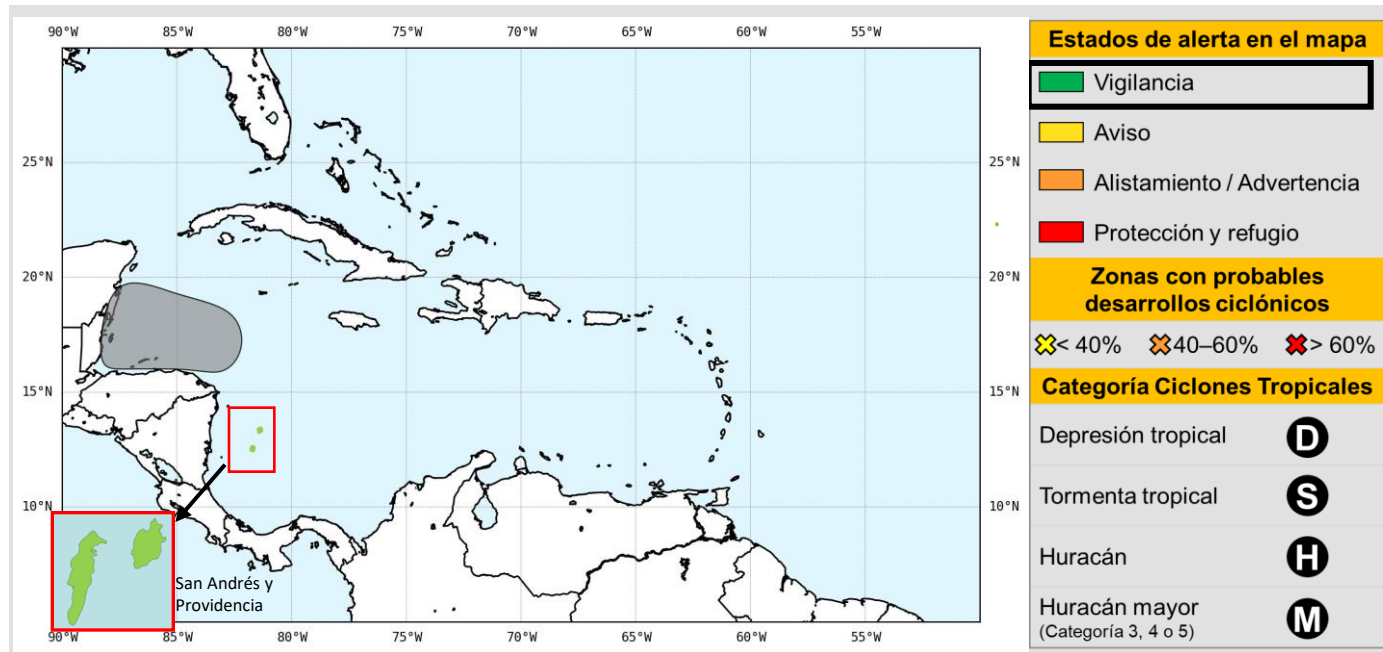 90°W 85°W 80°W 75°W 70°W 65°W 60°W 55°W
25°N 25°N
20°N 20°N
15°N 15°N
10°N 10°N
San Andrés y
Providencia
90°W 85°W 80°W 75°W 70°W 65°W 60°W 55°W
Estados de alerta en el mapa
Vigilancia
Aviso
Alistamiento / Advertencia
Protección y refugio
Zonas con probables
desarrollos ciclónicos
< 40% 40–60% > 60%
Categoría Ciclones Tropicales
Depresión tropical D
Tormenta tropical S
Huracán H
Huracán mayor M
(Categoría 3, 4 o 5)